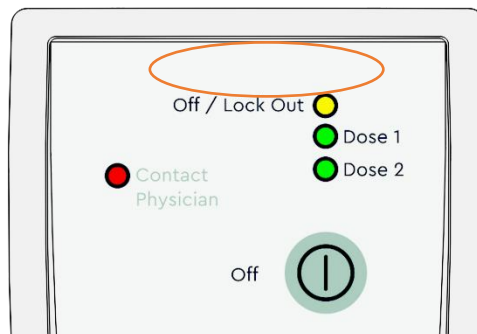 Off / Lock Out
Dose 1
Dose 2
Contact
Physician
Off